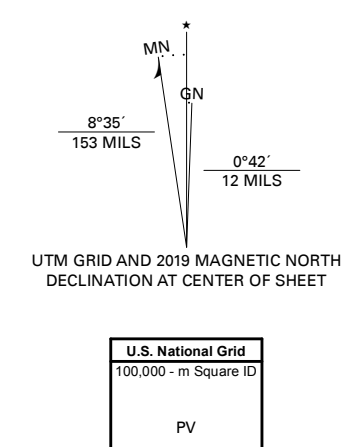 ★
MN
GN
8°35´
153 MILS
0°42´
12 MILS
UTM GRID AND 2019 MAGNETIC NORTH
DECLINATION AT CENTER OF SHEET
U.S. National Grid
100,000 - m Square ID
PV